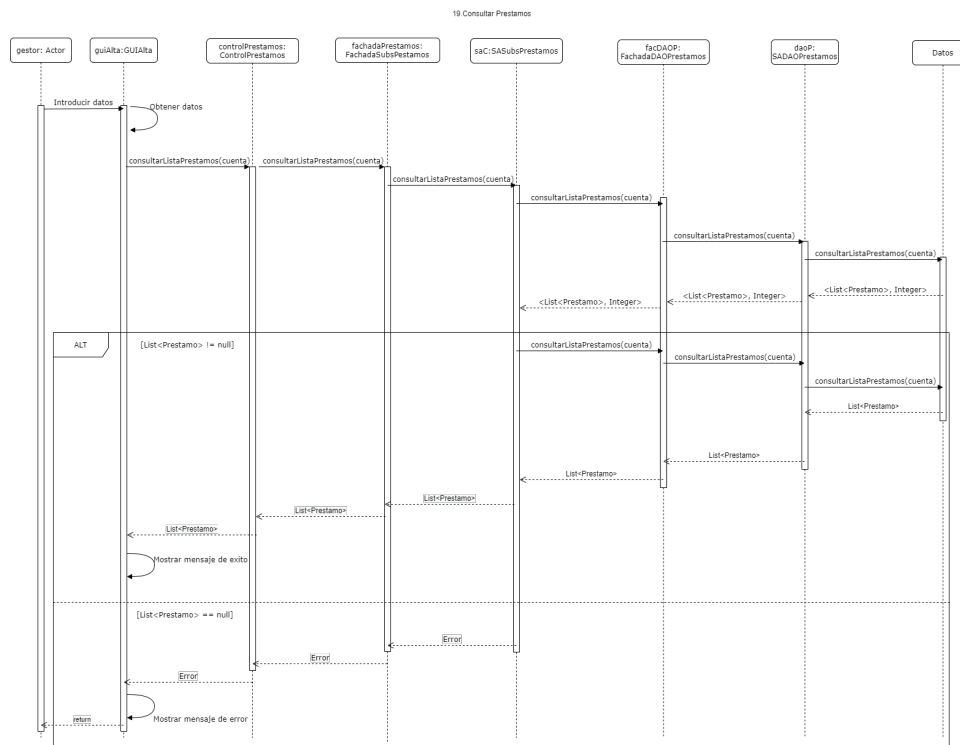 19.Consultar Prestamos
gestor: Actor
guiAlta:GUIAlta
controlPrestamos:
ControlPrestamos
fachadaPrestamos:
FachadaSubsPestamos
saC:SASubsPrestamos
facDAOP:
FachadaDAOPrestamos
daoP:
SADAOPrestamos
Datos
Introducir datos
Obtener datos
consultarListaPrestamos(cuenta)
consultarListaPrestamos(cuenta)
consultarListaPrestamos(cuenta)
consultarListaPrestamos(cuenta)
consultarListaPrestamos(cuenta)
consultarListaPrestamos(cuenta)
<List<Prestamo>, Integer>
<List<Prestamo>, Integer>
<List<Prestamo>, Integer>
ALT
[List<Prestamo> != null]
consultarListaPrestamos(cuenta)
consultarListaPrestamos(cuenta)
consultarListaPrestamos(cuenta)
List<Prestamo>
List<Prestamo>
List<Prestamo>
List<Prestamo>
List<Prestamo>
List<Prestamo>
Mostrar mensaje de exito
[List<Prestamo> == null]
Error
Error
Error
Mostrar mensaje de error
return